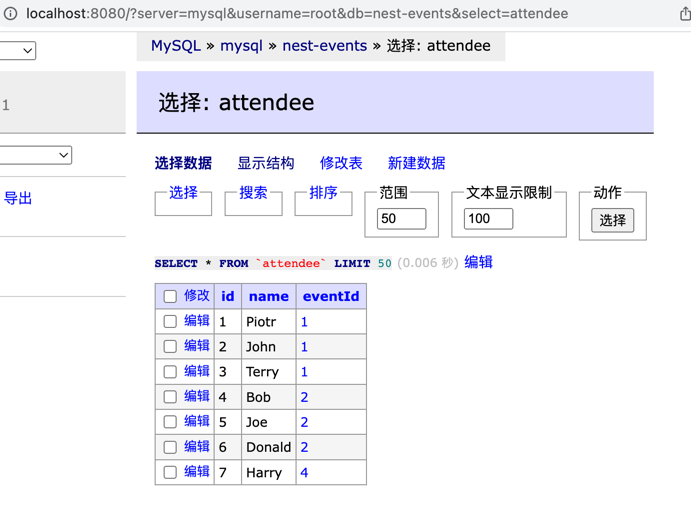 localhost:8080/?server=mysql&username=root&db=nest-events&select=attendee
MySQL » mysql » nest-events » 选择: attendee
1
选择: attendee
选择数据 显示结构 修改表 新建数据
导出
选择 搜索 排序 范围 文本显示限制 动作
50 100 选择
SELECT * FROM `attendee` LIMIT 50 (0.006 秒) 编辑
修改 id name eventId
编辑 1 Piotr 1
编辑 2 John 1
编辑 3 Terry 1
编辑 4 Bob 2
编辑 5 Joe 2
编辑 6 Donald 2
编辑 7 Harry 4